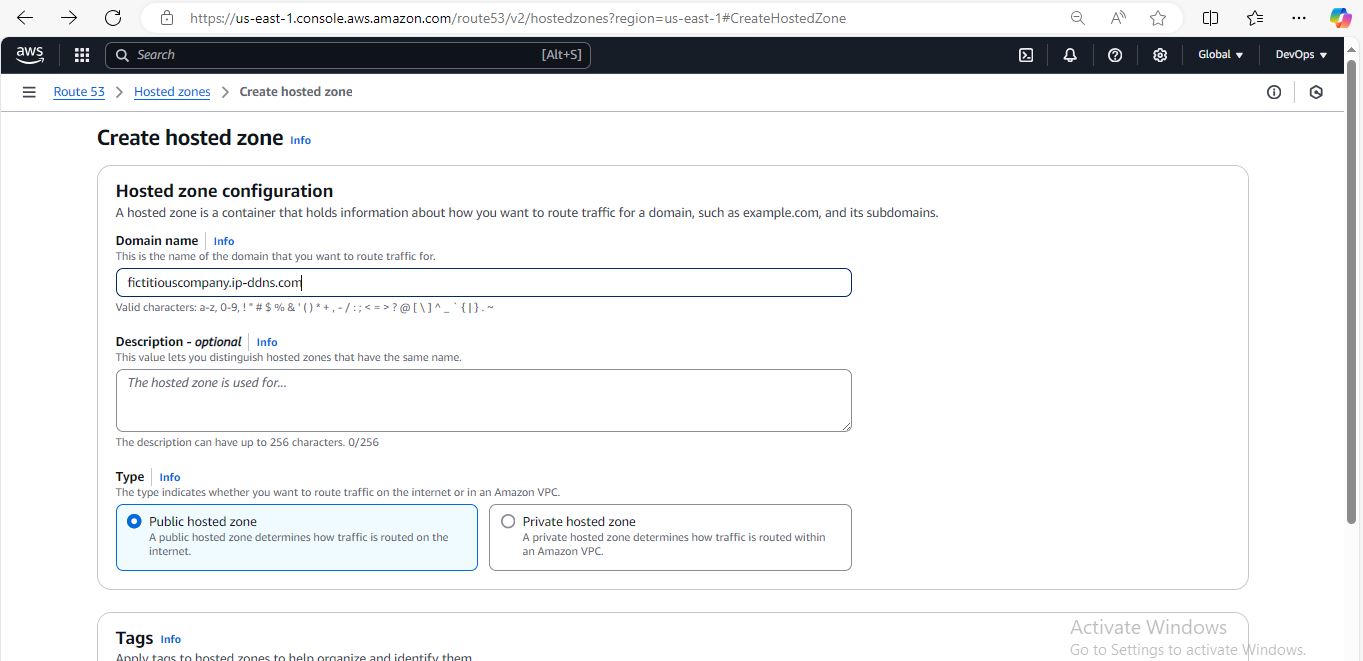 https://us-east-1.console.aws.amazon.com/route53/v2/hostedzones?region=us-east-1#CreateHostedZone
aws Search [Alt+S] Global DevOps
Route 53 > Hosted zones > Create hosted zone
Create hosted zone Info
Hosted zone configuration
A hosted zone is a container that holds information about how you want to route traffic for a domain, such as example.com, and its subdomains.
Domain name Info
This is the name of the domain that you want to route traffic for.
fictitiouscompany.ip-ddns.com
Valid characters: a-z, 0-9, ! " # $ % & ' ( ) * + , - / : ; < = > ? @ [ \ ] ^ _ ` { | } . ~
Description - optional Info
This value lets you distinguish hosted zones that have the same name.
The hosted zone is used for...
The description can have up to 256 characters. 0/256
Type Info
The type indicates whether you want to route traffic on the internet or in an Amazon VPC.
Public hosted zone
A public hosted zone determines how traffic is routed on the
internet.
Private hosted zone
A private hosted zone determines how traffic is routed within
an Amazon VPC.
Tags Info
Apply tags to hosted zones to help organize and identify them.
Activate Windows
Go to Settings to activate Windows.